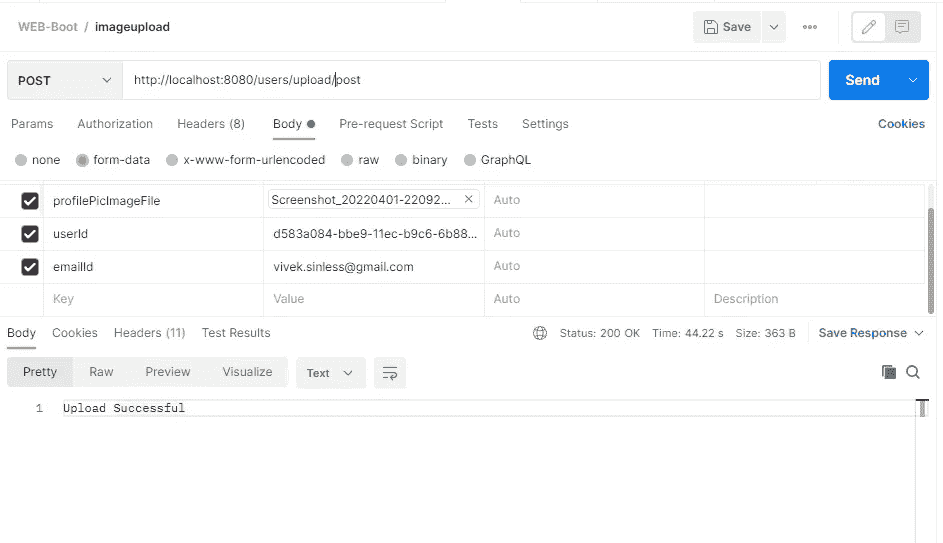 WEB-Boot / imageupload
Save
POST
http://localhost:8080/users/upload/post
Send
Params Authorization Headers (8) Body Pre-request Script Tests Settings Cookies
none form-data x-www-form-urlencoded raw binary GraphQL
profilePicImageFile Screenshot_20220401-22092... Auto
userId d583a084-bbe9-11ec-b9c6-6b88... Auto
emailId vivek.sinless@gmail.com Auto
Key Value Auto Description
Body Cookies Headers (11) Test Results Status: 200 OK Time: 44.22 s Size: 363 B Save Response
Pretty Raw Preview Visualize Text
1 Upload Successful